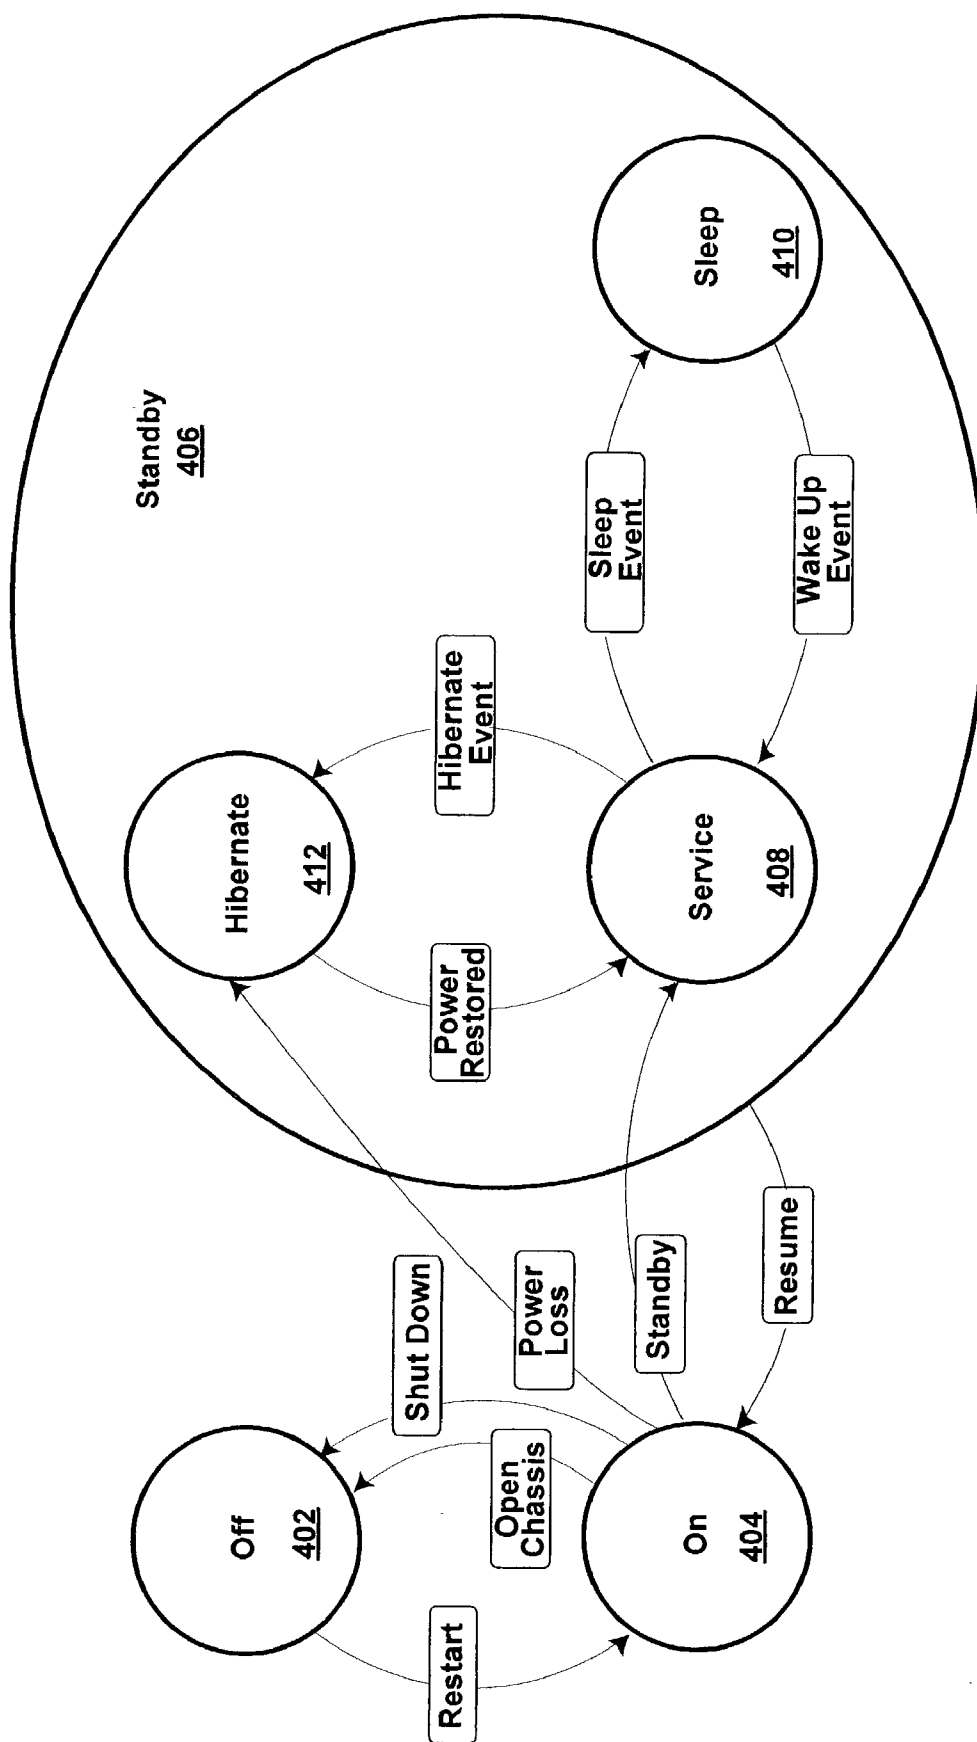 Standby
406
Hibernate
412
Hibernate
Event
Sleep
Event
Sleep
410
Wake Up
Event
Service
408
Power
Restored
Off
402
Shut Down
Power
Loss
Open
Chassis
Restart
Standby
Resume
On
404